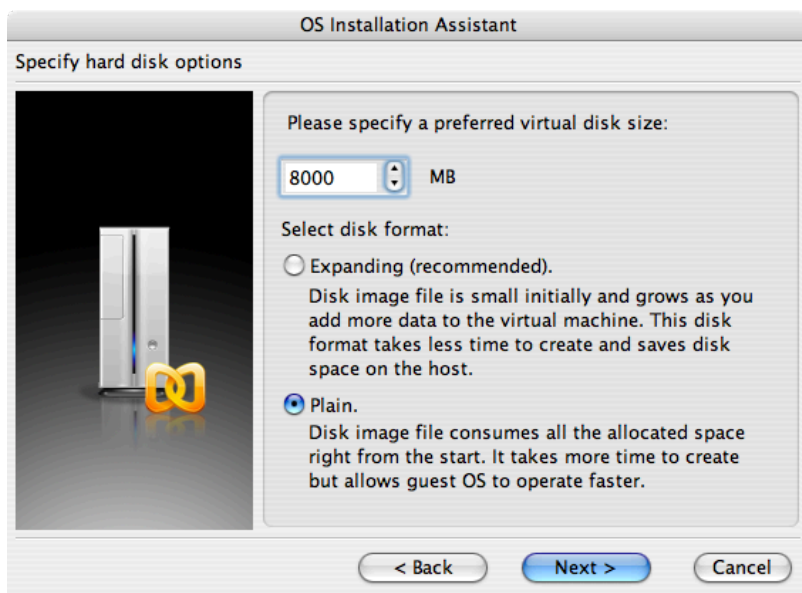 OS Installation Assistant
Specify hard disk options
Please specify a preferred virtual disk size:
8000 MB
Select disk format:
Expanding (recommended).
Disk image file is small initially and grows as you
add more data to the virtual machine. This disk
format takes less time to create and saves disk
space on the host.
Plain.
Disk image file consumes all the allocated space
right from the start. It takes more time to create
but allows guest OS to operate faster.
< Back Next > Cancel